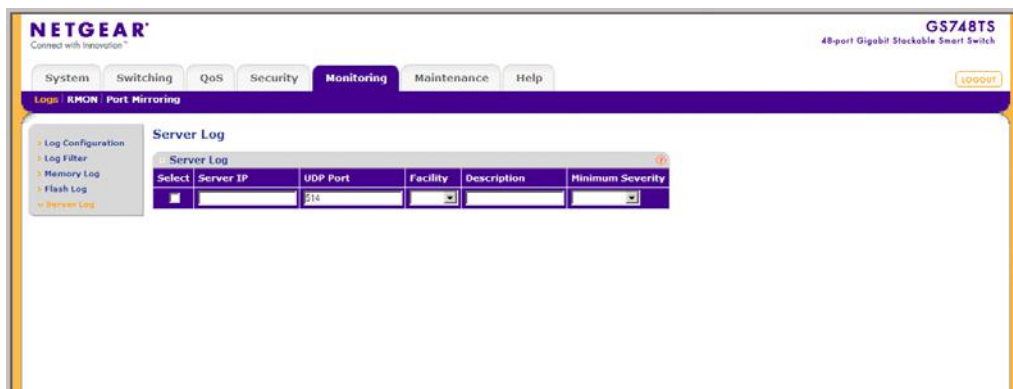 NETGEAR
Connect with Innovation™
GS748TS
48-port Gigabit Stackable Smart Switch
System Switching QoS Security Monitoring Maintenance Help
LOGOUT
Logs RMON Port Mirroring
Log Configuration
Log Filter
Memory Log
Flash Log
Server Log
Server Log
Server Log
Select Server IP UDP Port Facility Description Minimum Severity
514